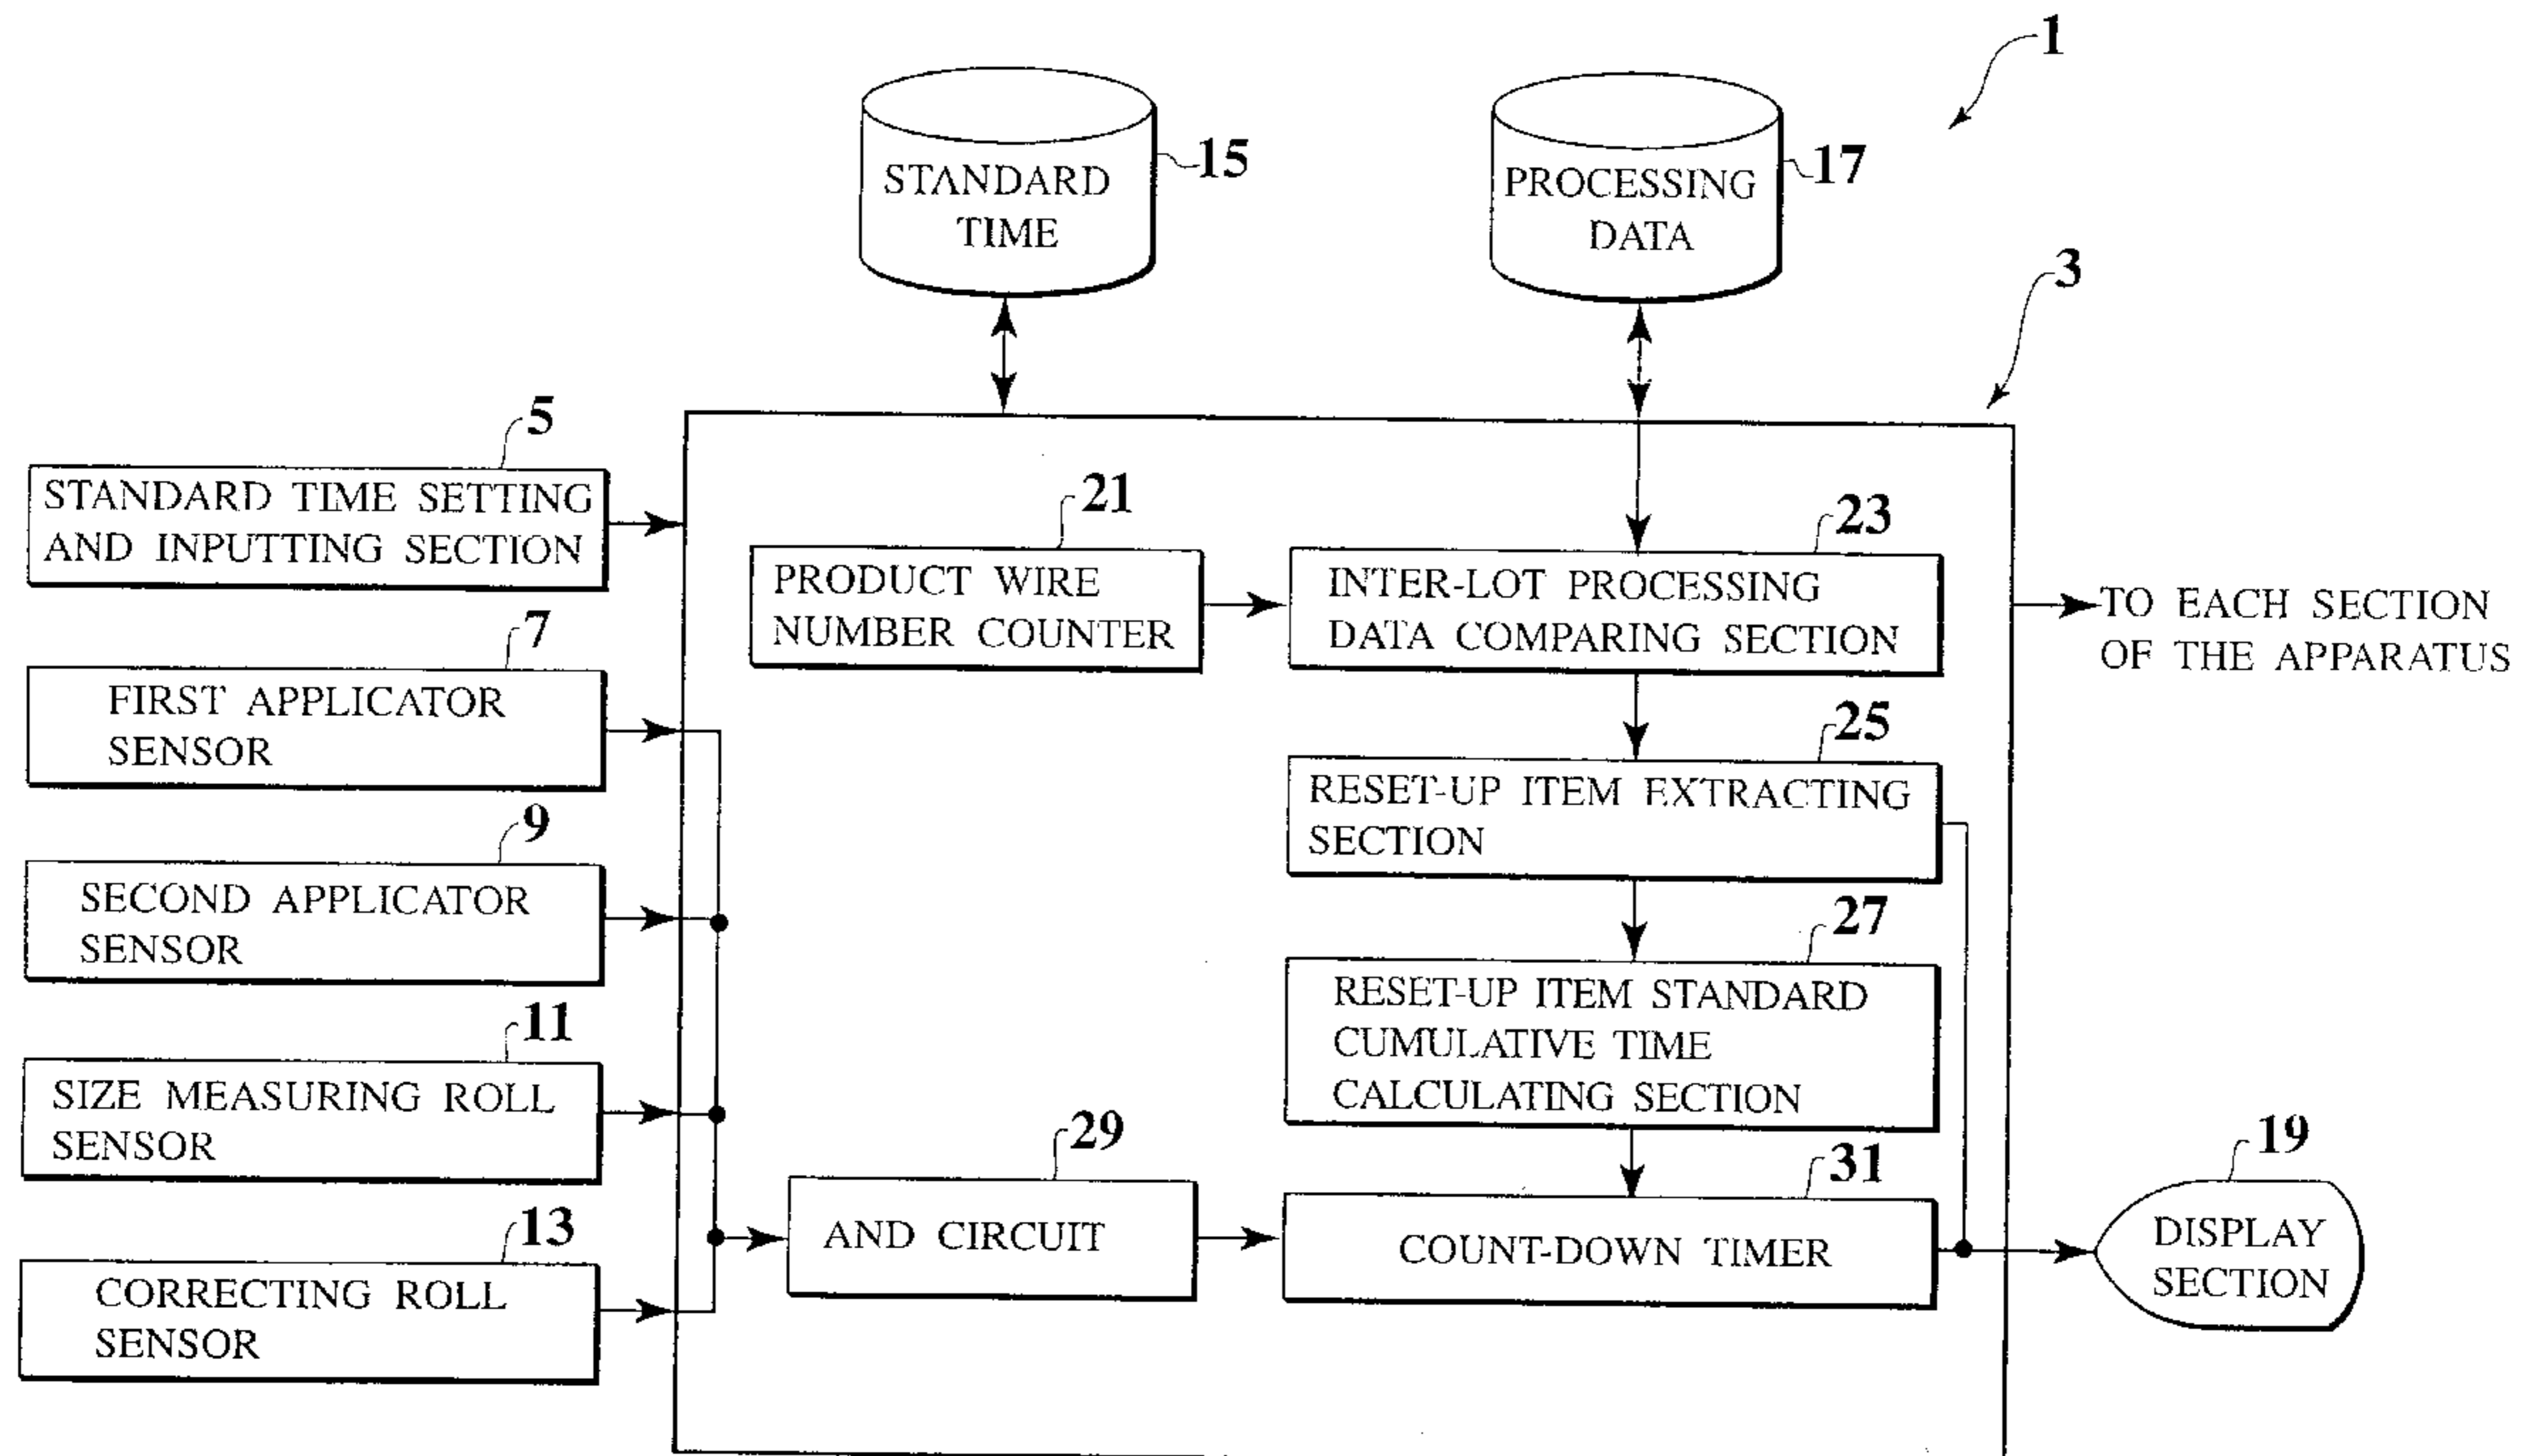 1
STANDARD
TIME
15
PROCESSING
DATA
17
3
5
STANDARD TIME SETTING
AND INPUTTING SECTION
7
FIRST APPLICATOR
SENSOR
9
SECOND APPLICATOR
SENSOR
11
SIZE MEASURING ROLL
SENSOR
13
CORRECTING ROLL
SENSOR
21
PRODUCT WIRE
NUMBER COUNTER
23
INTER-LOT PROCESSING
DATA COMPARING SECTION
TO EACH SECTION
OF THE APPARATUS
25
RESET-UP ITEM EXTRACTING
SECTION
27
RESET-UP ITEM STANDARD
CUMULATIVE TIME
CALCULATING SECTION
29
AND CIRCUIT
31
COUNT-DOWN TIMER
19
DISPLAY
SECTION